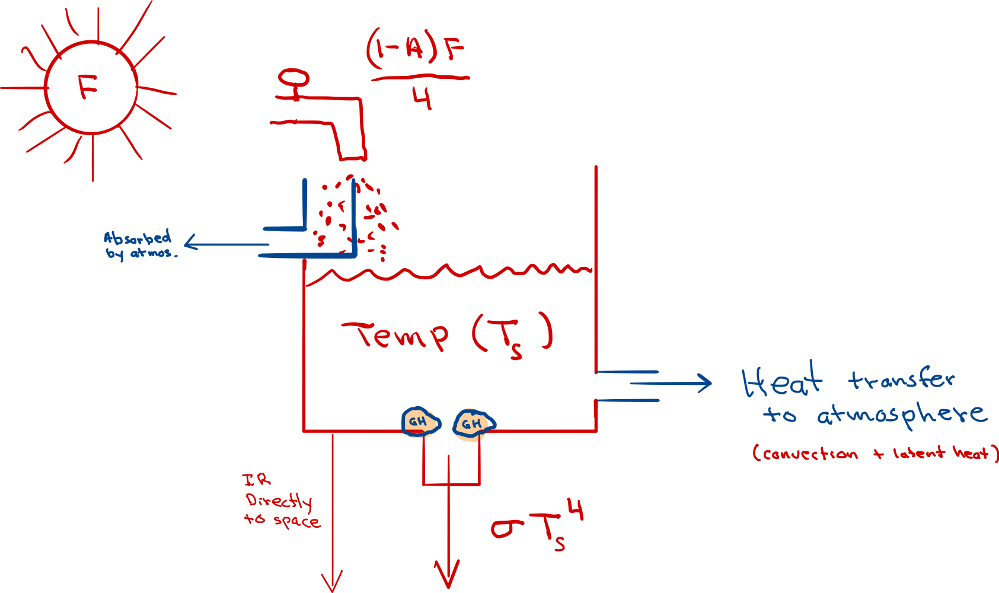 F
(1-A)F
4
Absorbed
by atmos.
Temp (Ts)
Heat transfer
to atmosphere
(convection + latent heat)
GH GH
IR
Directly
to space
σTs⁴